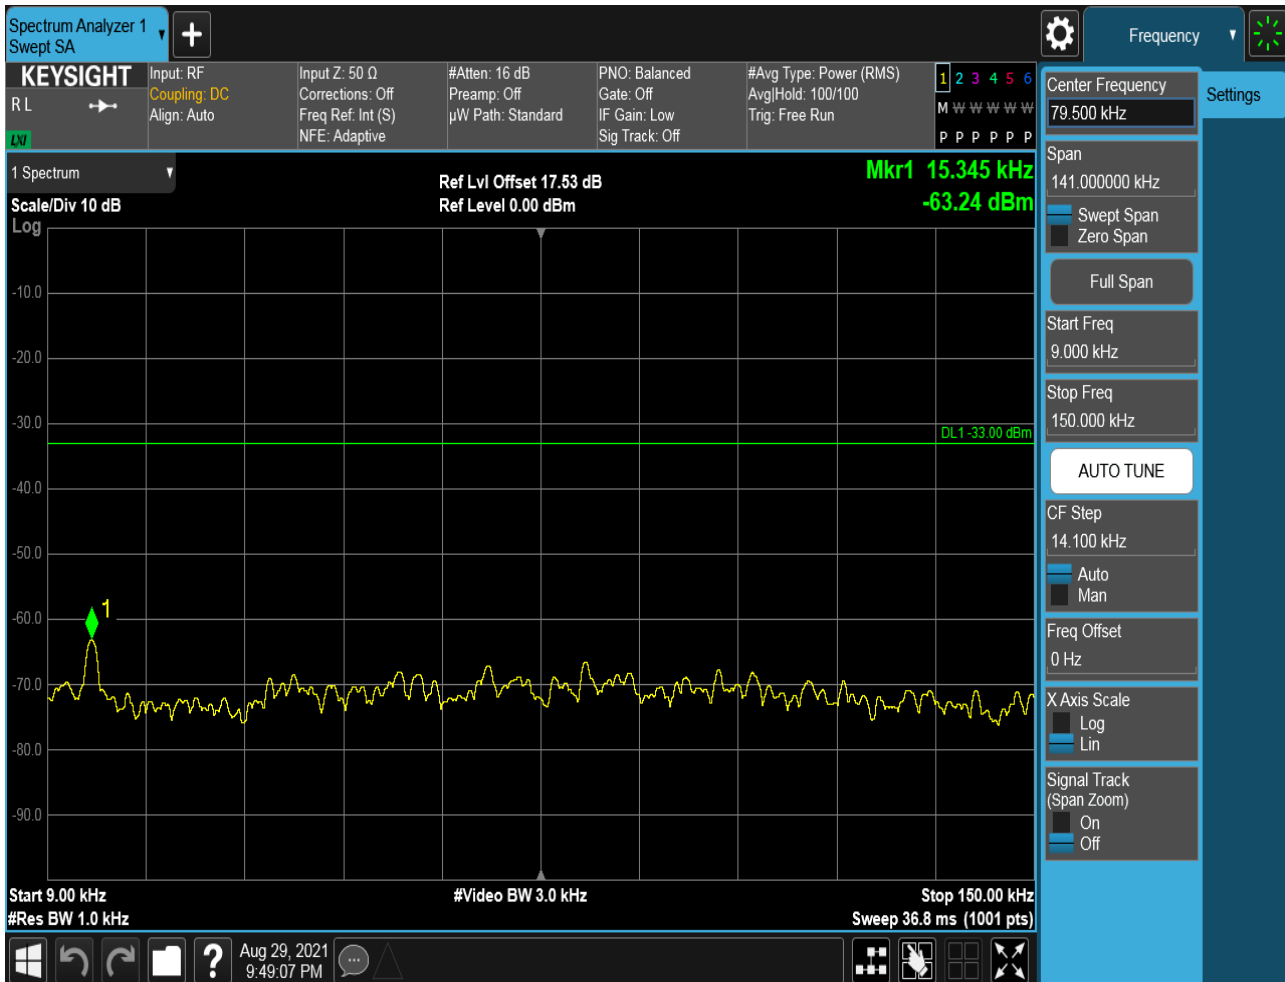 Spectrum Analyzer 1
Swept SA
Frequency
KEYSIGHT
R L
LXI
Input: RF
Coupling: DC
Align: Auto
Input Z: 50 Ω
Corrections: Off
Freq Ref: Int (S)
NFE: Adaptive
#Atten: 16 dB
Preamp: Off
µW Path: Standard
PNO: Balanced
Gate: Off
IF Gain: Low
Sig Track: Off
#Avg Type: Power (RMS)
Avg|Hold: 100/100
Trig: Free Run
1 2 3 4 5 6
M W W W W W
P P P P P P
1 Spectrum
Scale/Div 10 dB
Log
Ref Lvl Offset 17.53 dB
Ref Level 0.00 dBm
Mkr1 15.345 kHz
-63.24 dBm
-10.0
-20.0
-30.0
DL1 -33.00 dBm
-40.0
-50.0
-60.0
1
-70.0
-80.0
-90.0
Start 9.00 kHz
#Res BW 1.0 kHz
#Video BW 3.0 kHz
Stop 150.00 kHz
Sweep 36.8 ms (1001 pts)
?
Aug 29, 2021
9:49:07 PM
Center Frequency
79.500 kHz
Settings
Span
141.000000 kHz
Swept Span
Zero Span
Full Span
Start Freq
9.000 kHz
Stop Freq
150.000 kHz
AUTO TUNE
CF Step
14.100 kHz
Auto
Man
Freq Offset
0 Hz
X Axis Scale
Log
Lin
Signal Track
(Span Zoom)
On
Off